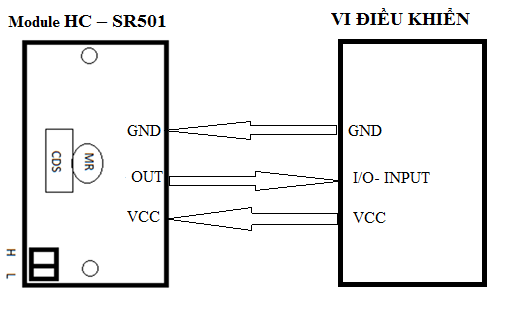 Module HC – SR501
VI ĐIỀU KHIỂN
GND
GND
CDS
MR
OUT
I/O- INPUT
VCC
VCC
H
L